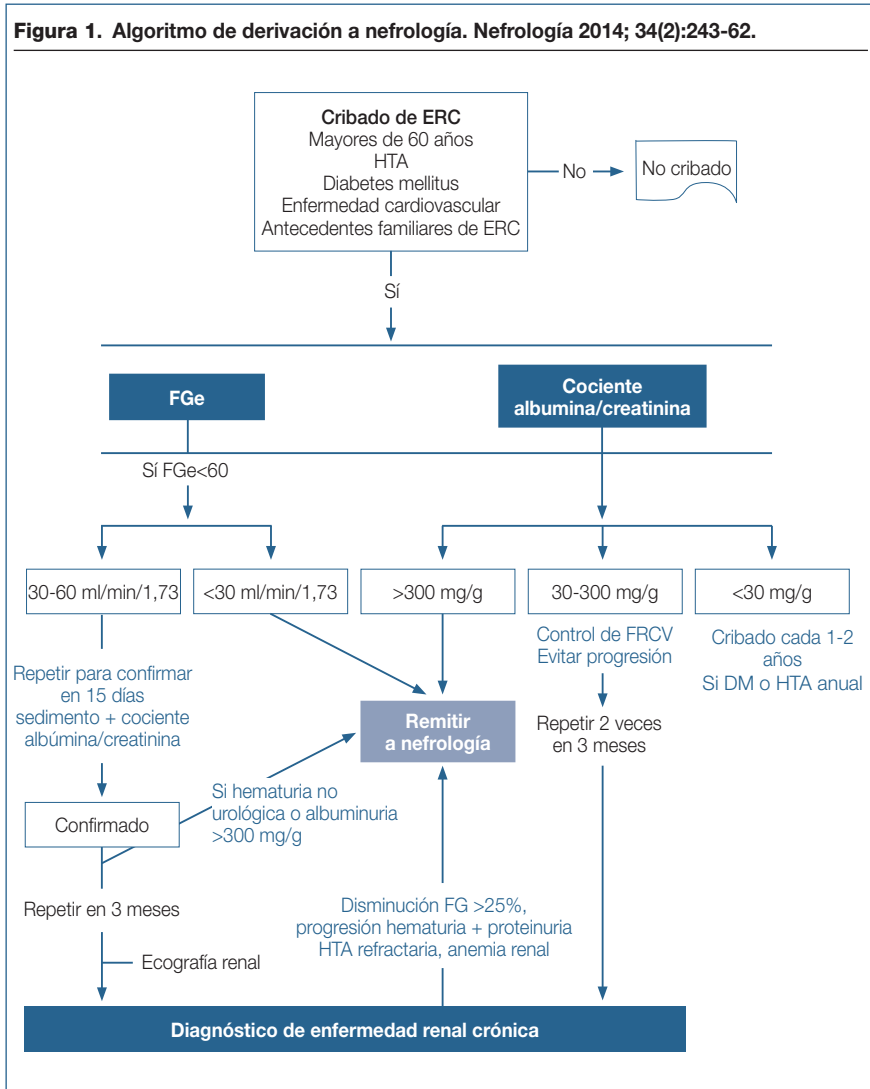 Figura 1. Algoritmo de derivación a nefrología. Nefrología 2014; 34(2):243-62.
Cribado de ERC
Mayores de 60 años
HTA
Diabetes mellitus
Enfermedad cardiovascular
Antecedentes familiares de ERC
No
No cribado
Sí
FGe
Cociente
albumina/creatinina
Sí FGe<60
30-60 ml/min/1,73
<30 ml/min/1,73
>300 mg/g
30-300 mg/g
<30 mg/g
Repetir para confirmar
en 15 días
sedimento + cociente
albúmina/creatinina
Control de FRCV
Evitar progresión
Cribado cada 1-2
años
Si DM o HTA anual
Remitir
a nefrología
Repetir 2 veces
en 3 meses
Confirmado
Si hematuria no
urológica o albuminuria
>300 mg/g
Repetir en 3 meses
Ecografía renal
Disminución FG >25%,
progresión hematuria + proteinuria
HTA refractaria, anemia renal
Diagnóstico de enfermedad renal crónica